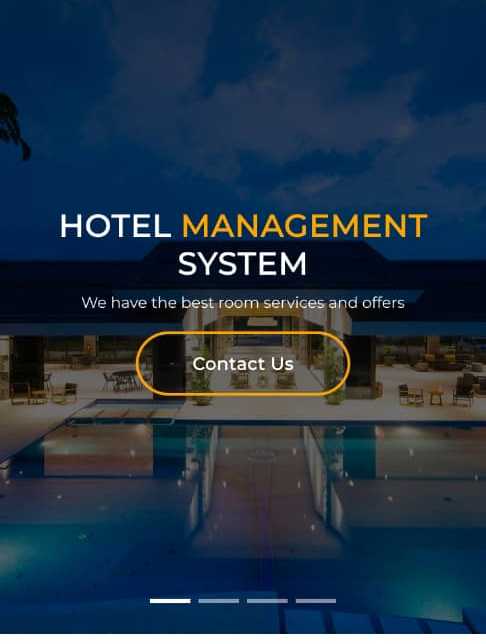 HOTEL MANAGEMENT
SYSTEM
We have the best room services and offers
Contact Us